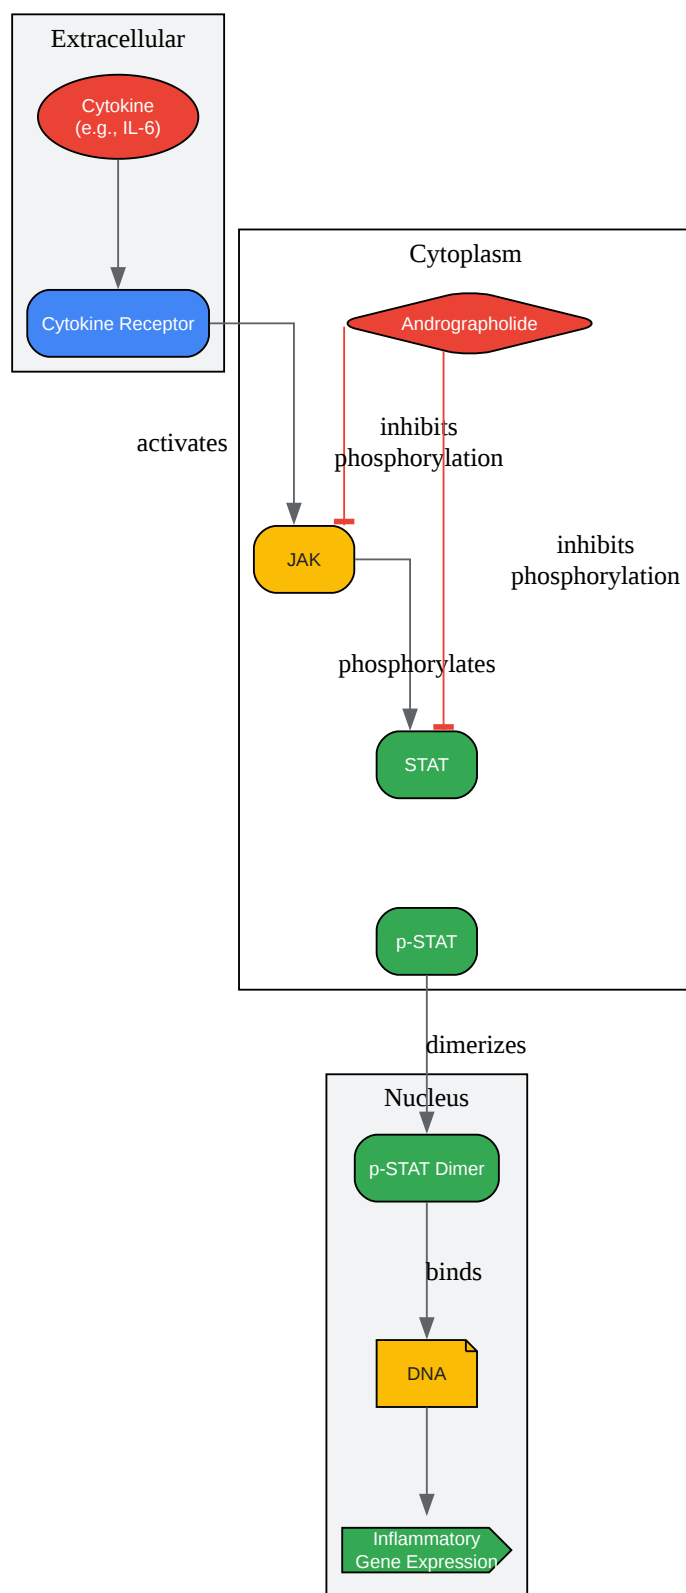 Extracellular
Cytokine
(e.g., IL-6)
Cytokine Receptor
Cytoplasm
Andrographolide
activates
inhibits
phosphorylation
JAK
inhibits
phosphorylation
phosphorylates
STAT
p-STAT
dimerizes
Nucleus
p-STAT Dimer
binds
DNA
Inflammatory
Gene Expression